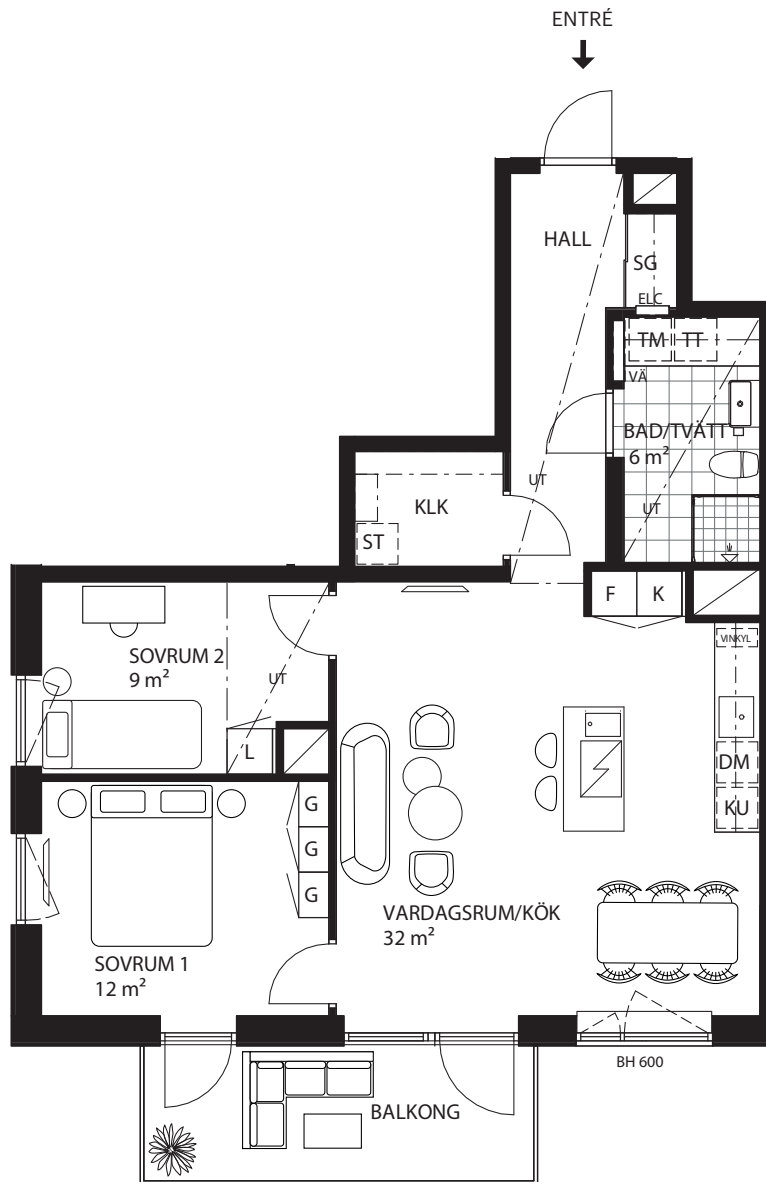 ENTRÉ
HALL
SG
ELC
TM
TT
VÄ
BAD/TVÄTT
6 m²
UT
UT
KLK
ST
F
K
VINKYL
SOVRUM 2
9 m²
UT
L
DM
KU
G
G
G
VARDAGSRUM/KÖK
32 m²
SOVRUM 1
12 m²
BH 600
BALKONG